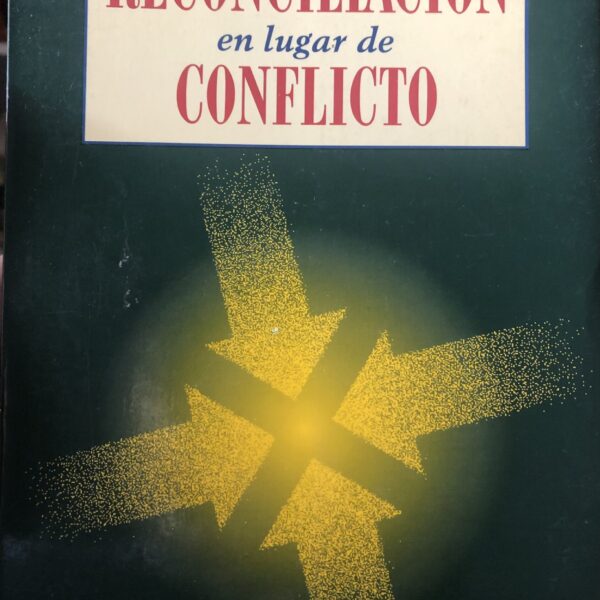 RECONCILIACIÓN
en lugar de
CONFLICTO